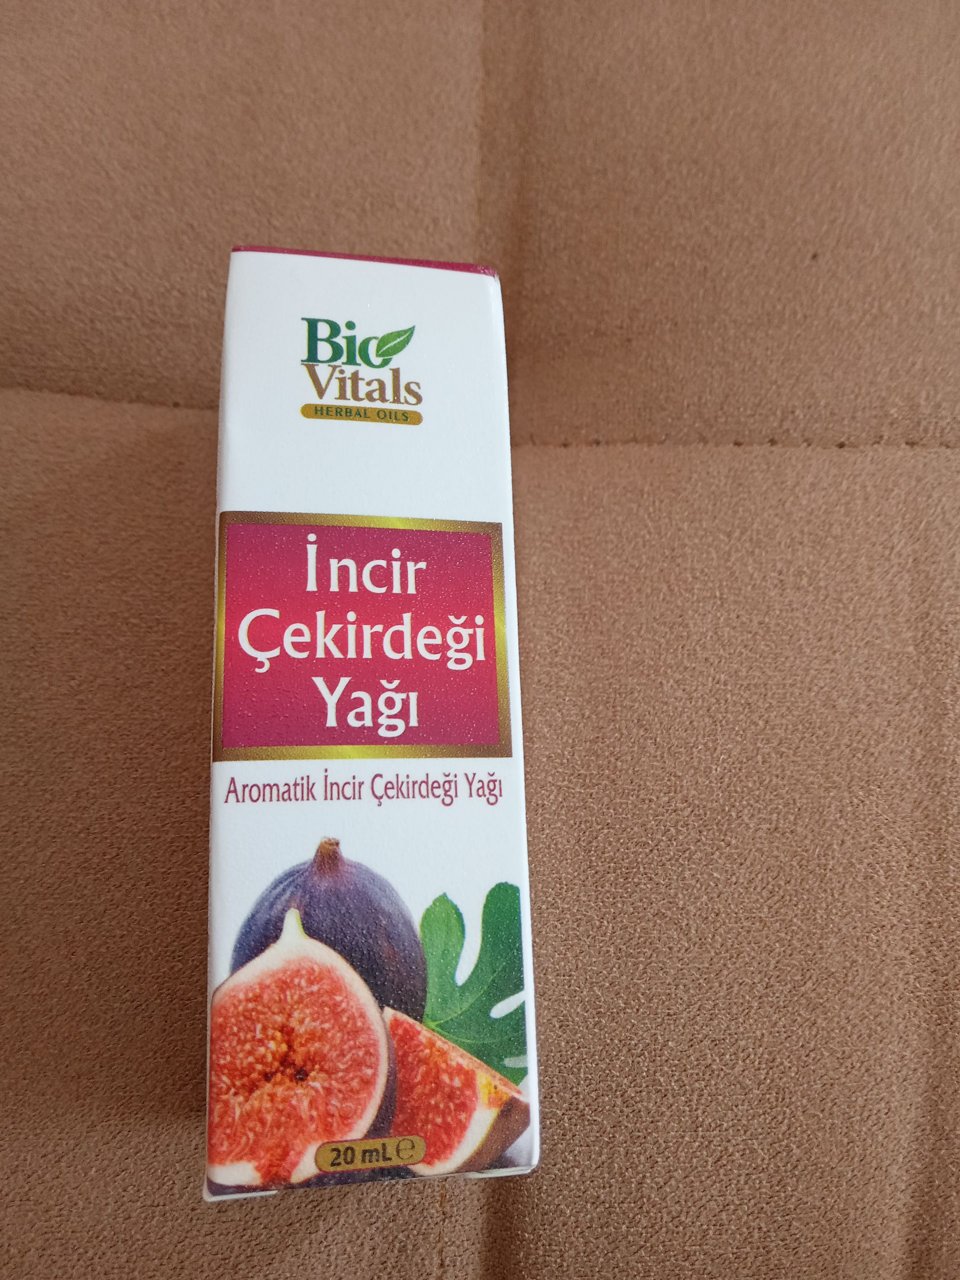 Bio
Vitals
HERBAL OILS
İncir
Çekirdeği
Yağı
Aromatik İncir Çekirdeği Yağı
20 mL ℮